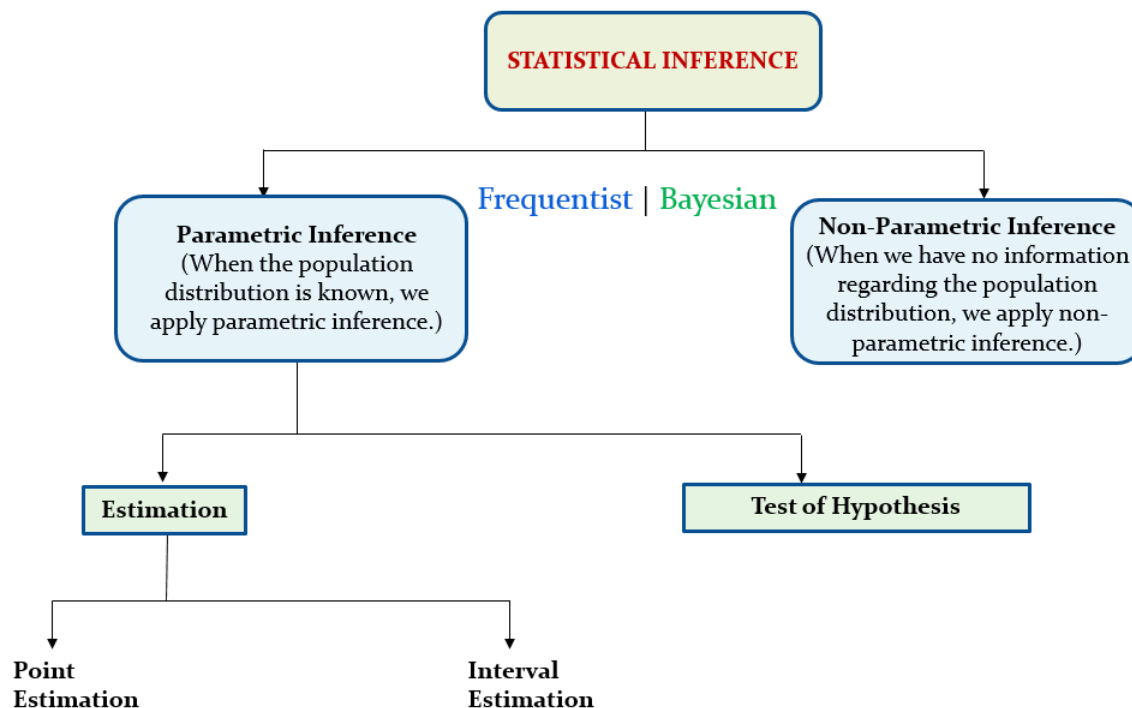 STATISTICAL INFERENCE
Frequentist | Bayesian
Parametric Inference
(When the population
distribution is known, we
apply parametric inference.)
Non-Parametric Inference
(When we have no information
regarding the population
distribution, we apply non-
parametric inference.)
Estimation
Test of Hypothesis
Point
Estimation
Interval
Estimation